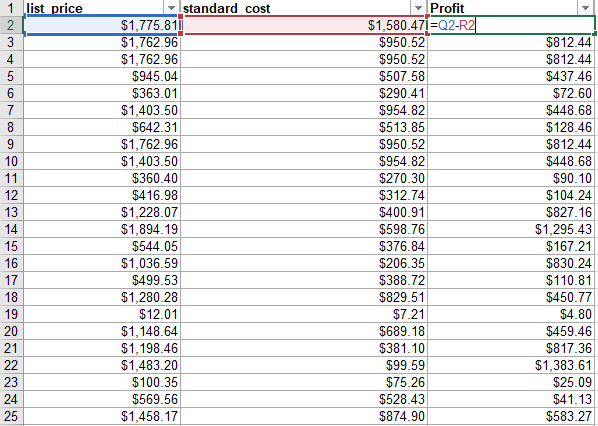 1 list_price standard_cost Profit
2 $1,775.81 $1,580.47 =Q2-R2
3 $1,762.96 $950.52 $812.44
4 $1,762.96 $950.52 $812.44
5 $945.04 $507.58 $437.46
6 $363.01 $290.41 $72.60
7 $1,403.50 $954.82 $448.68
8 $642.31 $513.85 $128.46
9 $1,762.96 $950.52 $812.44
10 $1,403.50 $954.82 $448.68
11 $360.40 $270.30 $90.10
12 $416.98 $312.74 $104.24
13 $1,228.07 $400.91 $827.16
14 $1,894.19 $598.76 $1,295.43
15 $544.05 $376.84 $167.21
16 $1,036.59 $206.35 $830.24
17 $499.53 $388.72 $110.81
18 $1,280.28 $829.51 $450.77
19 $12.01 $7.21 $4.80
20 $1,148.64 $689.18 $459.46
21 $1,198.46 $381.10 $817.36
22 $1,483.20 $99.59 $1,383.61
23 $100.35 $75.26 $25.09
24 $569.56 $528.43 $41.13
25 $1,458.17 $874.90 $583.27